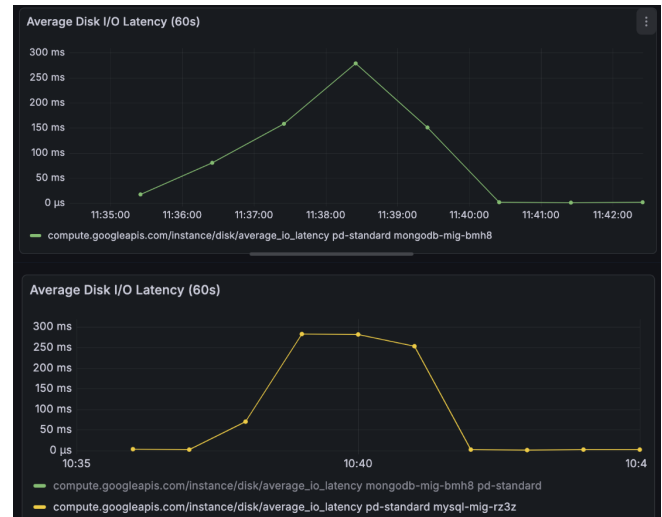 Average Disk I/O Latency (60s)
300 ms
250 ms
200 ms
150 ms
100 ms
50 ms
0 µs
11:35:00 11:36:00 11:37:00 11:38:00 11:39:00 11:40:00 11:41:00 11:42:00
compute.googleapis.com/instance/disk/average_io_latency pd-standard mongodb-mig-bmh8
Average Disk I/O Latency (60s)
300 ms
250 ms
200 ms
150 ms
100 ms
50 ms
0 µs
10:35 10:40 10:4
compute.googleapis.com/instance/disk/average_io_latency mongodb-mig-bmh8 pd-standard
compute.googleapis.com/instance/disk/average_io_latency pd-standard mysql-mig-rz3z